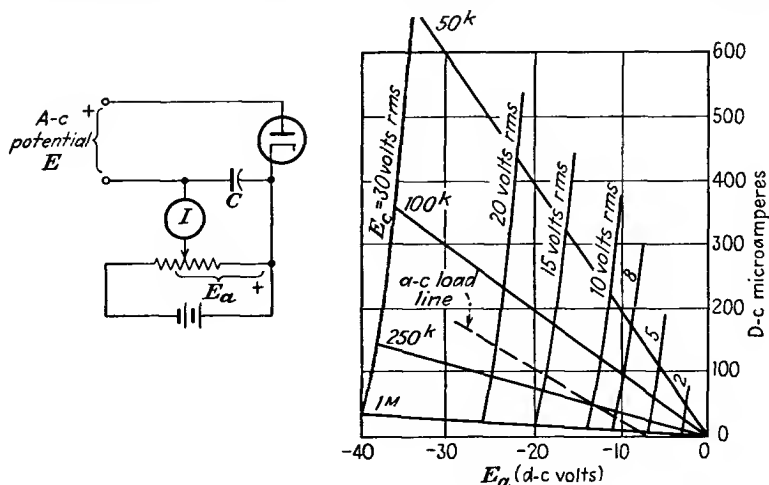 A-c
potential
E
+
C
I
Ea
+
50k
100k
250k
1M
Ec=30 volts rms
20 volts rms
15 volts rms
10 volts rms
8
5
2
a-c load
line
600
500
400
300
200
100
0
D-c microamperes
-40
-30
-20
-10
0
Ea (d-c volts)